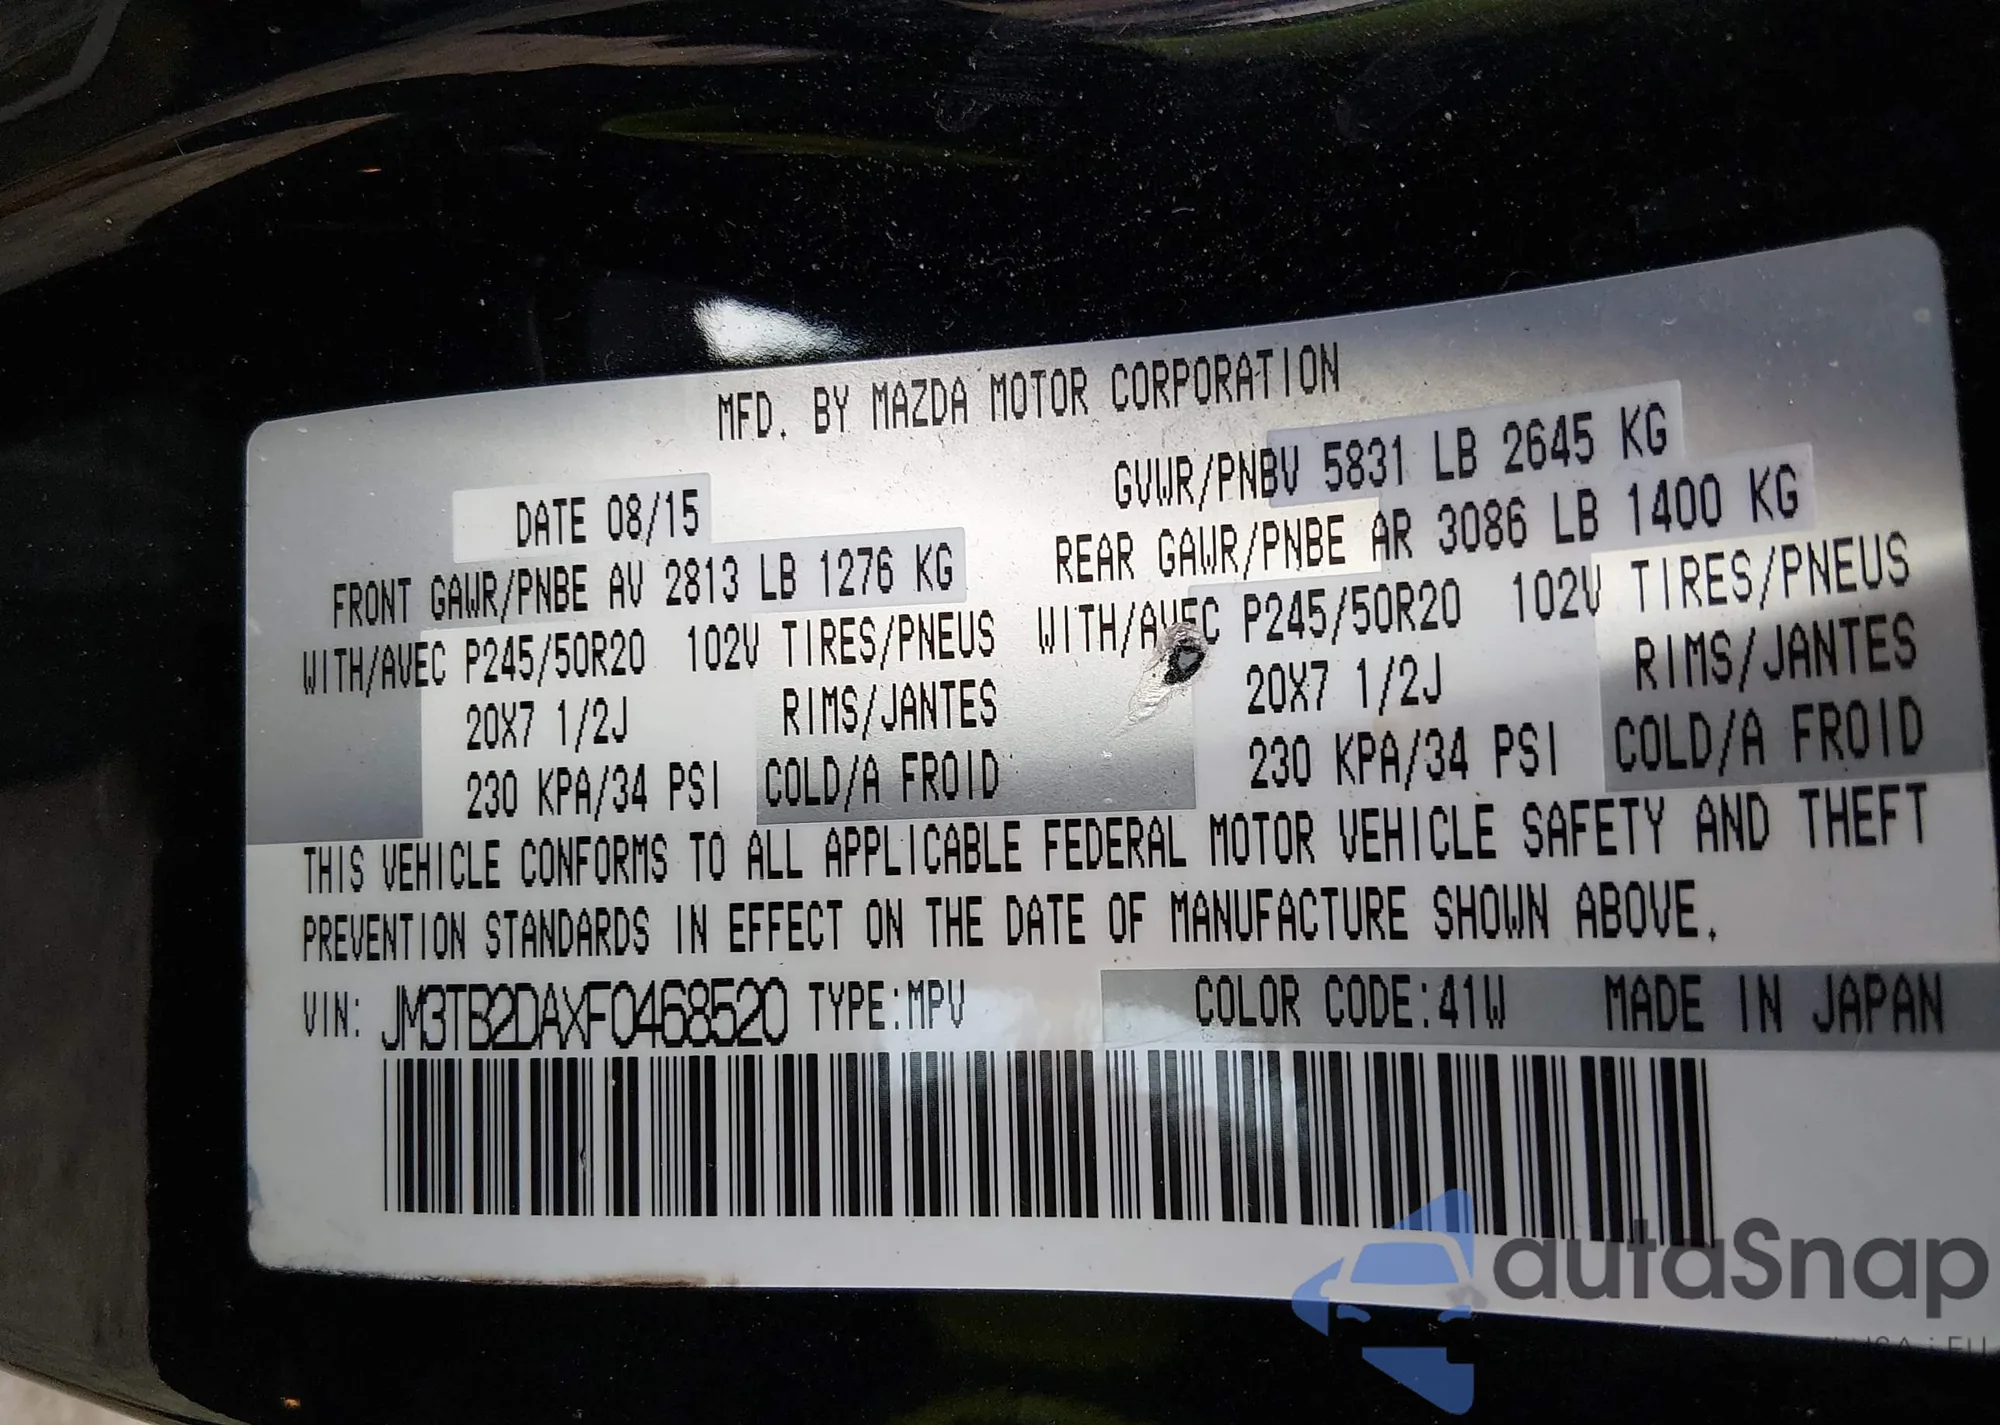 MFD. BY MAZDA MOTOR CORPORATION
DATE 08/15
GVWR/PNBV 5831 LB 2645 KG
FRONT GAWR/PNBE AV 2813 LB 1276 KG
REAR GAWR/PNBE AR 3086 LB 1400 KG
WITH/AVEC P245/50R20 102V TIRES/PNEUS
WITH/AVEC P245/50R20 102V TIRES/PNEUS
20X7 1/2J RIMS/JANTES
20X7 1/2J RIMS/JANTES
230 KPA/34 PSI COLD/A FROID
230 KPA/34 PSI COLD/A FROID
THIS VEHICLE CONFORMS TO ALL APPLICABLE FEDERAL MOTOR VEHICLE SAFETY AND THEFT
PREVENTION STANDARDS IN EFFECT ON THE DATE OF MANUFACTURE SHOWN ABOVE.
VIN: JM3TB2DAXF0468520 TYPE:MPV COLOR CODE:41W MADE IN JAPAN
autaSnap